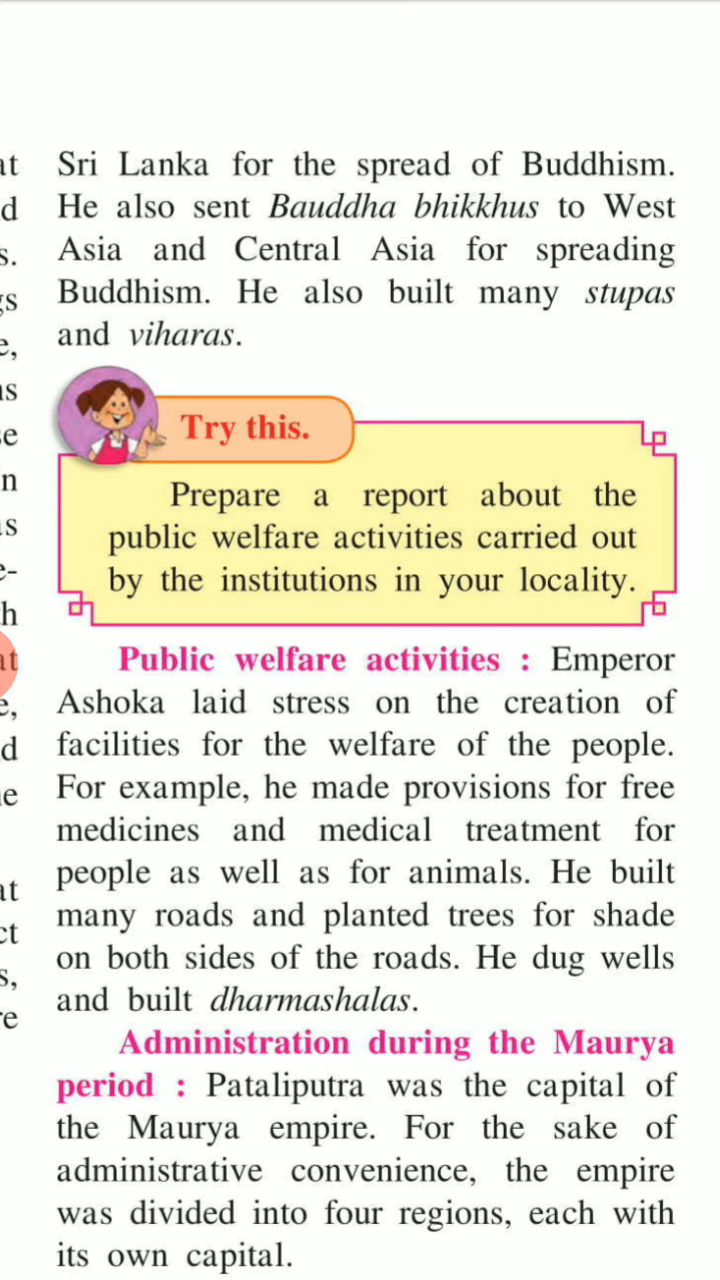 Sri Lanka for the spread of Buddhism.
He also sent Bauddha bhikkhus to West
Asia and Central Asia for spreading
Buddhism. He also built many stupas
and viharas.
Try this.
Prepare a report about the
public welfare activities carried out
by the institutions in your locality.
Public welfare activities : Emperor
Ashoka laid stress on the creation of
facilities for the welfare of the people.
For example, he made provisions for free
medicines and medical treatment for
people as well as for animals. He built
many roads and planted trees for shade
on both sides of the roads. He dug wells
and built dharmashalas.
Administration during the Maurya
period : Pataliputra was the capital of
the Maurya empire. For the sake of
administrative convenience, the empire
was divided into four regions, each with
its own capital.